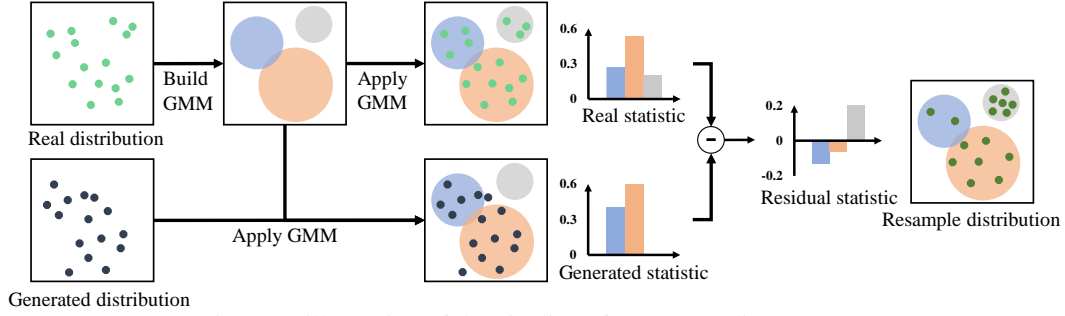 Real distribution
Build
GMM
Apply
GMM
0.6
0.3
0
Real statistic
Generated distribution
Apply GMM
0.6
0.3
0
Generated statistic
-
0.2
0
-0.2
Residual statistic
Resample distribution